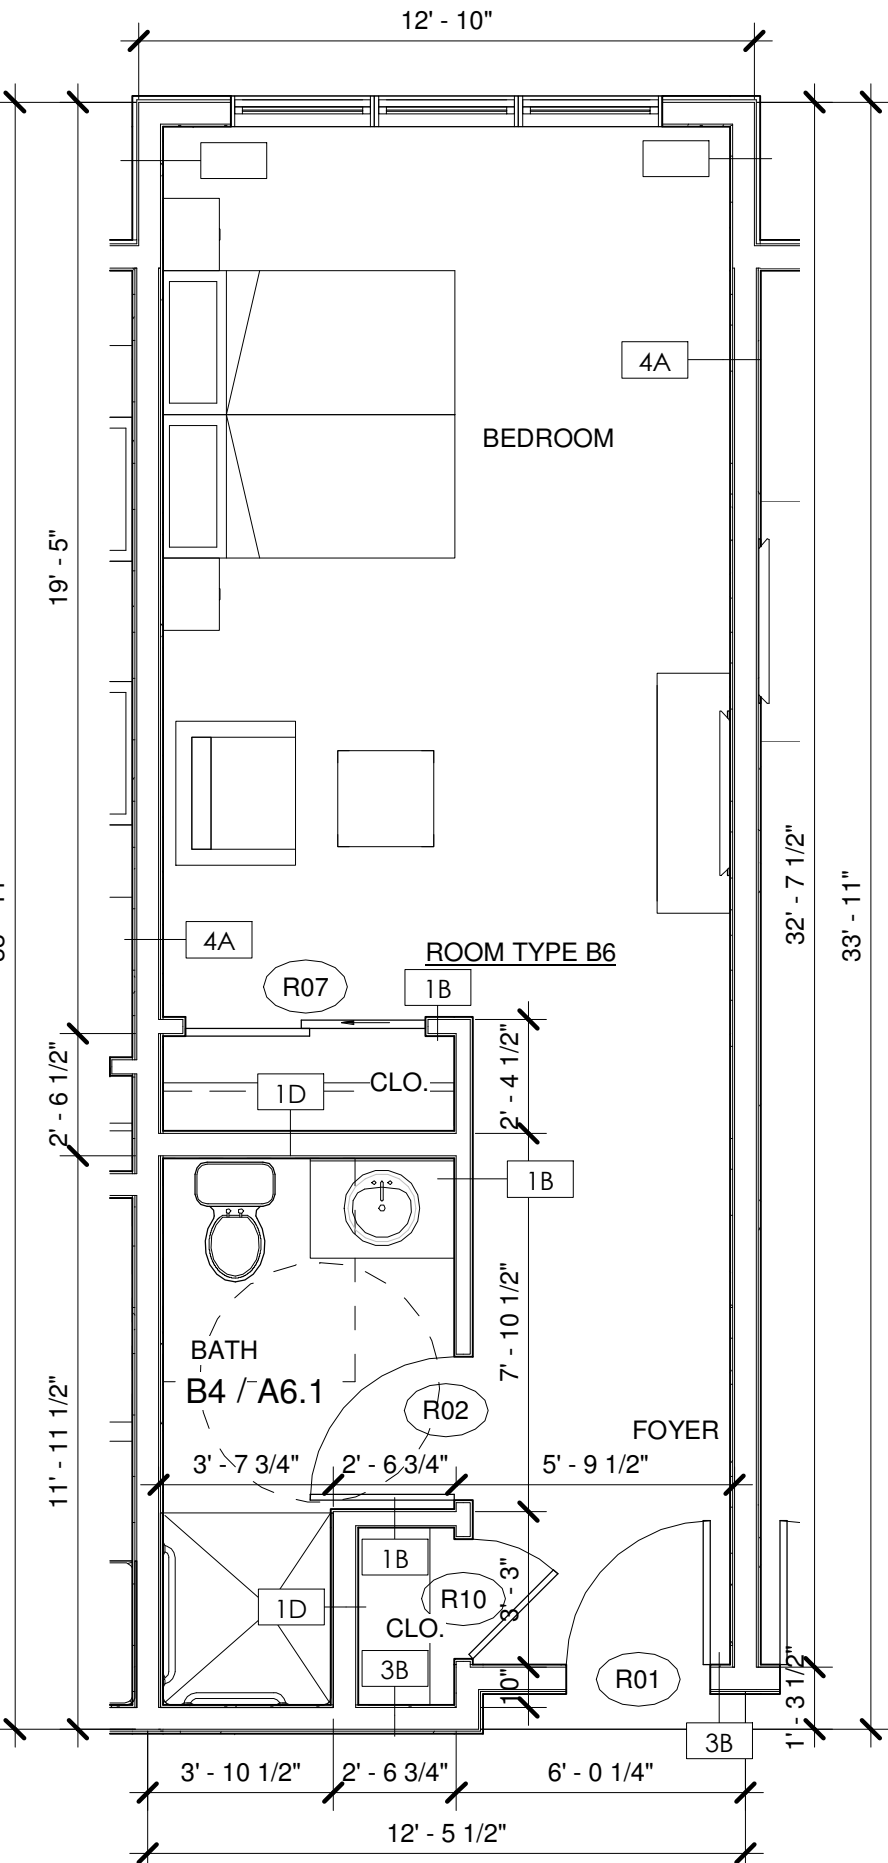 12' - 10"
4A
BEDROOM
19' - 5"
32' - 7 1/2"
33' - 11"
4A
ROOM TYPE B6
R07
1B
2' - 6 1/2"
1D
CLO.
2' - 4 1/2"
1B
7' - 10 1/2"
BATH
B4 / A6.1
R02
11' - 11 1/2"
FOYER
3' - 7 3/4"
2' - 6 3/4"
5' - 9 1/2"
1B
R10
3' - 3"
1D
CLO.
3B
10"
R01
1' - 3 1/2"
3B
3' - 10 1/2"
2' - 6 3/4"
6' - 0 1/4"
12' - 5 1/2"